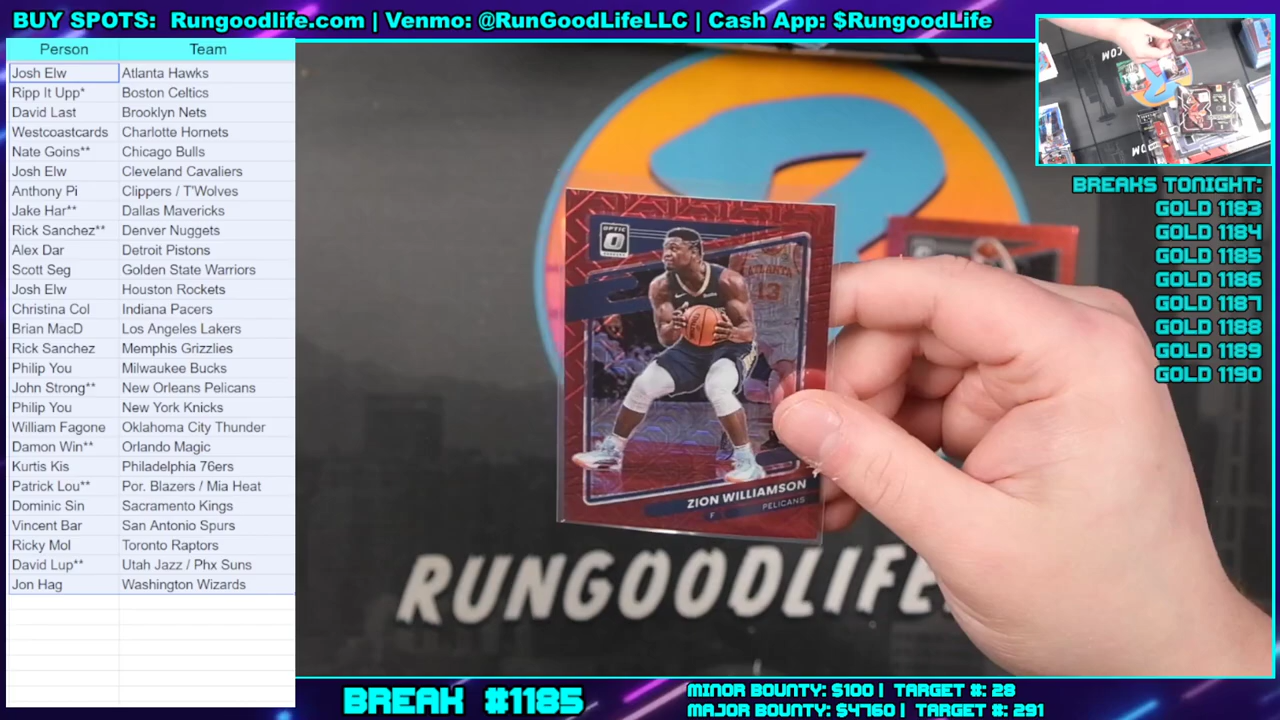 BUY SPOTS: Rungoodlife.com | Venmo: @RunGoodLifeLLC | Cash App: $RungoodLife
Person Team
Josh Elw Atlanta Hawks
Ripp It Upp* Boston Celtics
David Last Brooklyn Nets
Westcoastcards Charlotte Hornets
Nate Goins** Chicago Bulls
Josh Elw Cleveland Cavaliers
Anthony Pi Clippers / T'Wolves
Jake Har** Dallas Mavericks
Rick Sanchez** Denver Nuggets
Alex Dar Detroit Pistons
Scott Seg Golden State Warriors
Josh Elw Houston Rockets
Christina Col Indiana Pacers
Brian MacD Los Angeles Lakers
Rick Sanchez Memphis Grizzlies
Philip You Milwaukee Bucks
John Strong** New Orleans Pelicans
Philip You New York Knicks
William Fagone Oklahoma City Thunder
Damon Win** Orlando Magic
Kurtis Kis Philadelphia 76ers
Patrick Lou** Por. Blazers / Mia Heat
Dominic Sin Sacramento Kings
Vincent Bar San Antonio Spurs
Ricky Mol Toronto Raptors
David Lup** Utah Jazz / Phx Suns
Jon Hag Washington Wizards
OPTIC
ATLANTA
13
ZION WILLIAMSON
F PELICANS
RUNGOODLIFE
COM
COM
BREAKS TONIGHT:
GOLD 1183
GOLD 1184
GOLD 1185
GOLD 1186
GOLD 1187
GOLD 1188
GOLD 1189
GOLD 1190
BREAK #1185
MINOR BOUNTY: $100 | TARGET #: 28
MAJOR BOUNTY: $4760 | TARGET #: 291